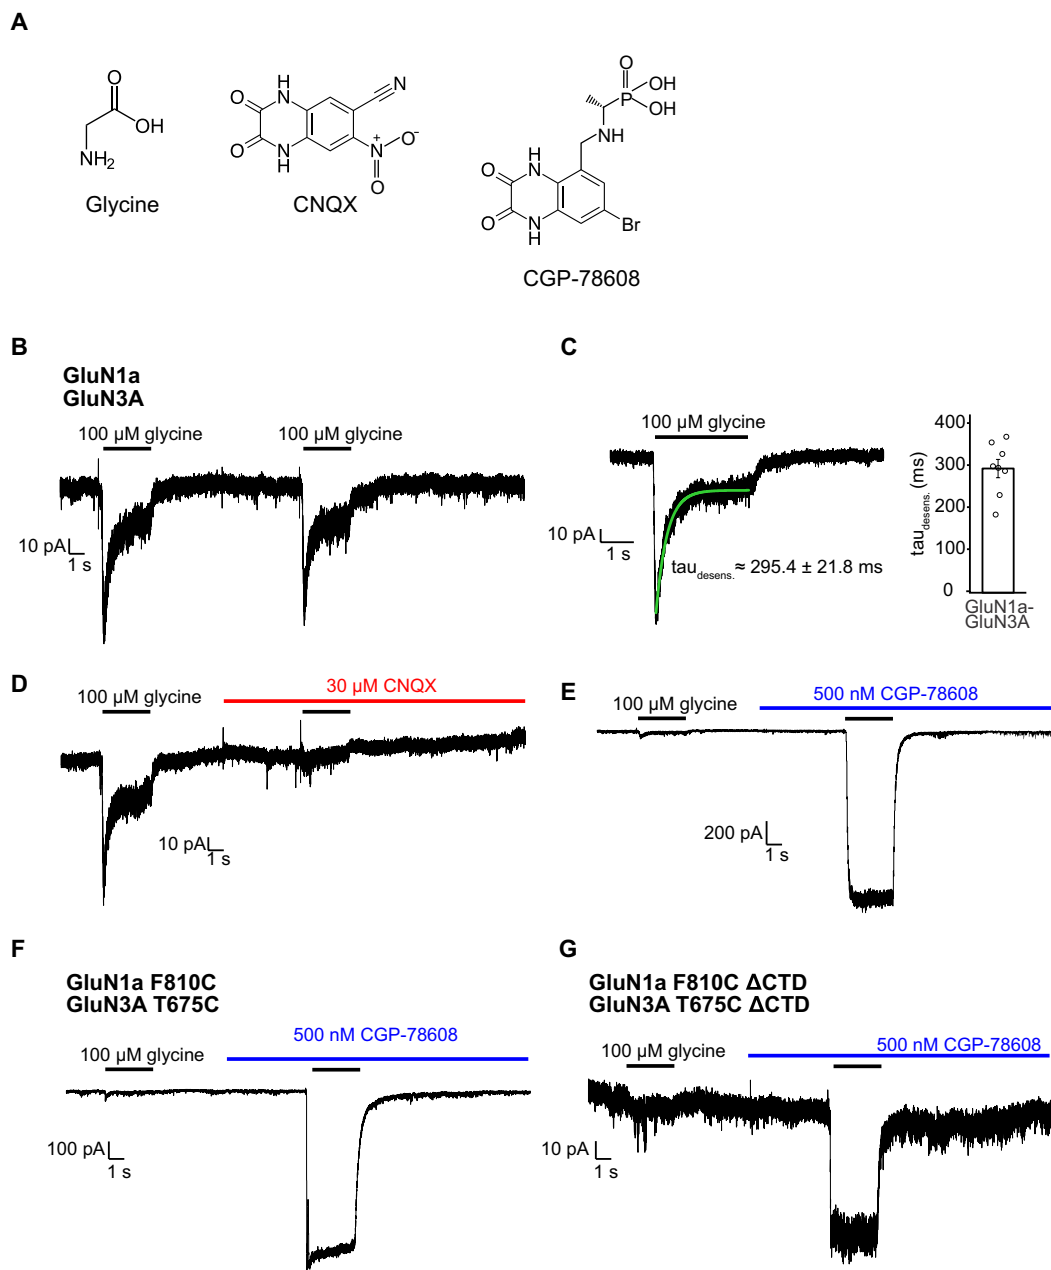 A
O
OH
NH2
Glycine
H
N
O
O
N
H
N
N+
O-
O
CNQX
O
OH
P
OH
NH
H
N
O
O
N
H
Br
CGP-78608
B
GluN1a
GluN3A
100 µM glycine
100 µM glycine
10 pA
1 s
C
100 µM glycine
10 pA
1 s
taudesens.≈ 295.4 ± 21.8 ms
taudesens. (ms)
400
300
200
100
0
GluN1a-
GluN3A
D
100 µM glycine
30 µM CNQX
10 pA
1 s
E
100 µM glycine
500 nM CGP-78608
200 pA
1 s
F
GluN1a F810C
GluN3A T675C
500 nM CGP-78608
100 µM glycine
100 pA
1 s
G
GluN1a F810C ΔCTD
GluN3A T675C ΔCTD
100 µM glycine
500 nM CGP-78608
10 pA
1 s